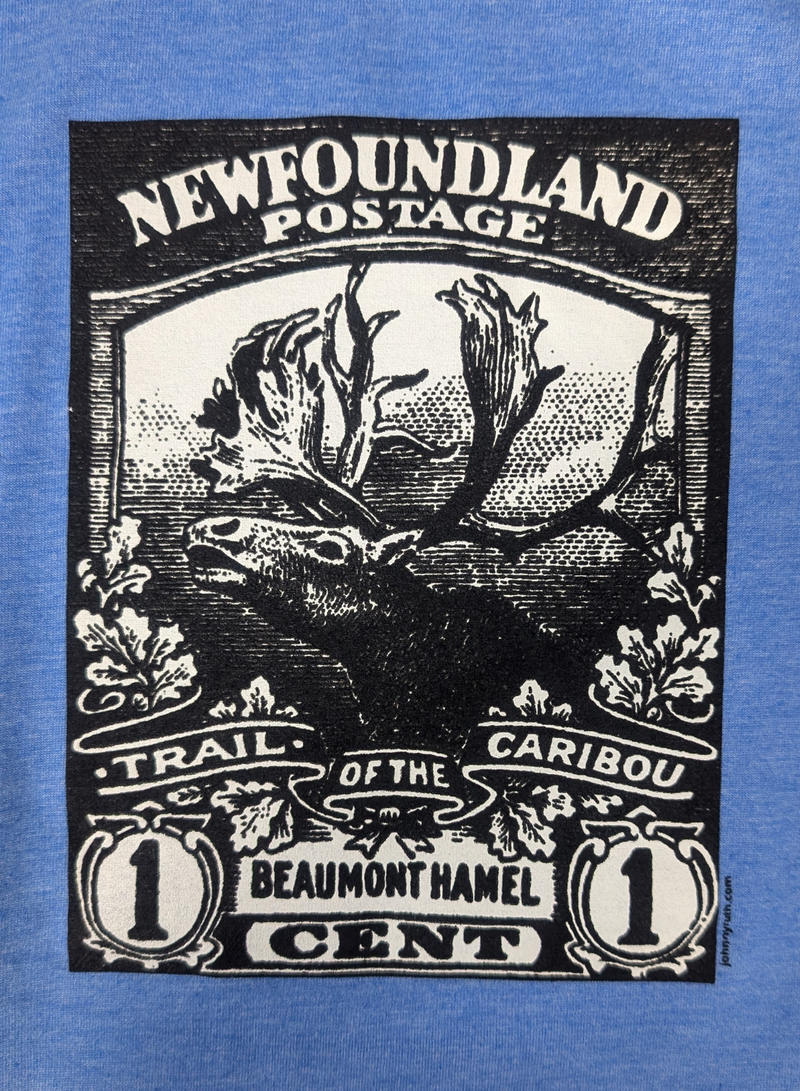 NEWFOUNDLAND
POSTAGE
·TRAIL· OF THE CARIBOU
1 BEAUMONT HAMEL 1
CENT
johnnyruth.com